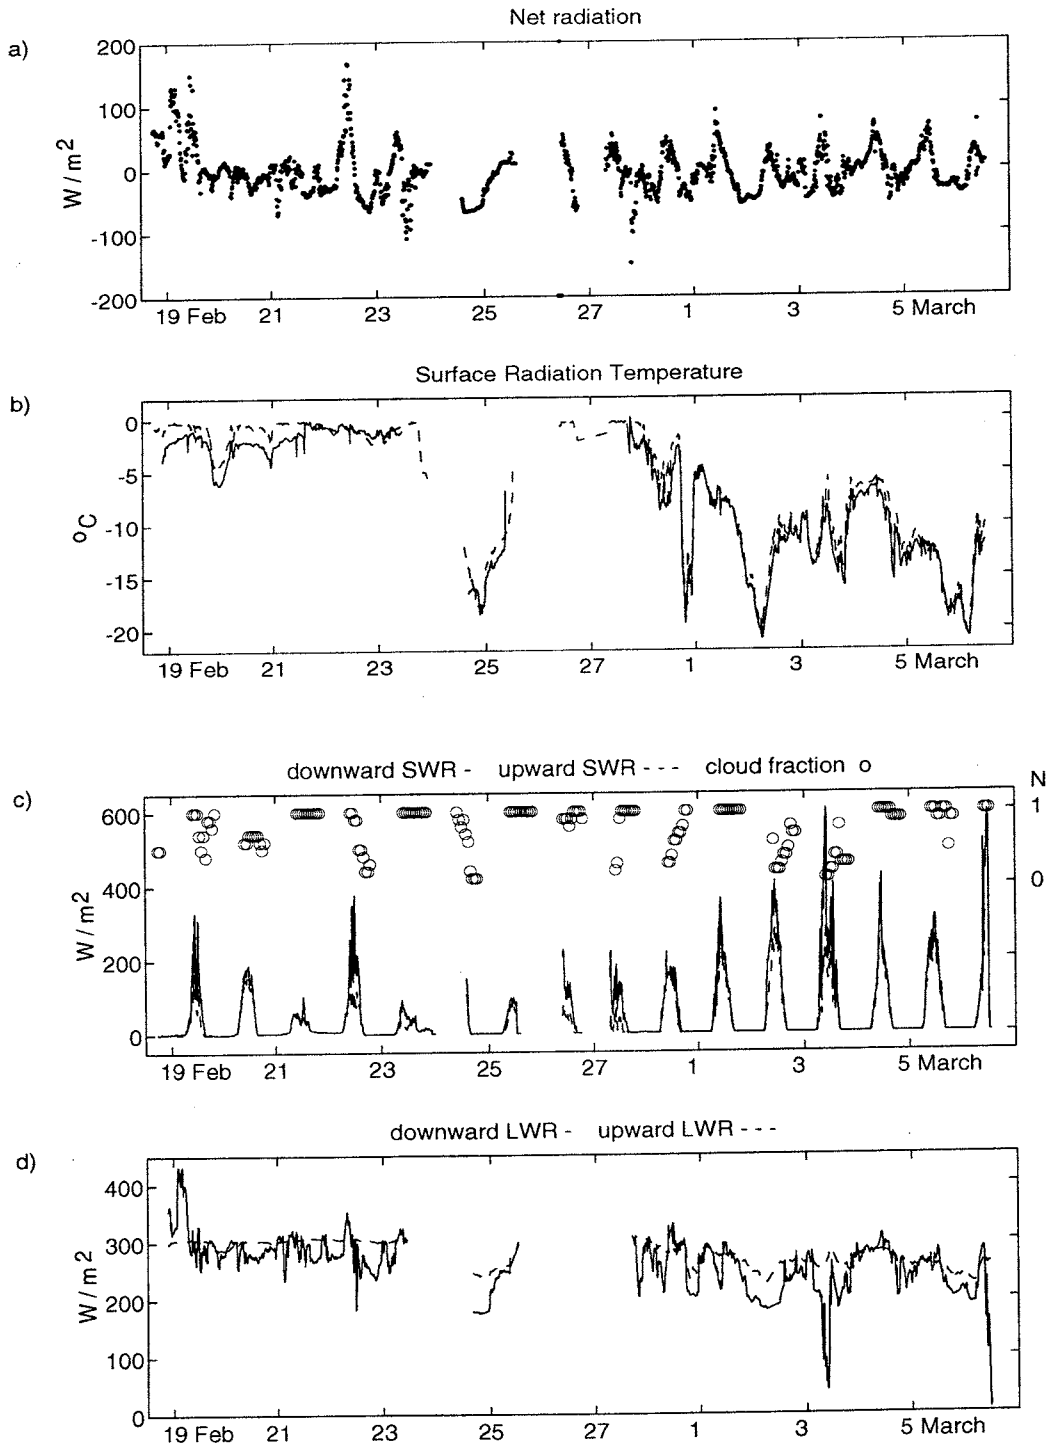 Net radiation
a)
200
100
0
-100
-200
W / m2
19 Feb 21 23 25 27 1 3 5 March
Surface Radiation Temperature
b)
0
-5
-10
-15
-20
oC
19 Feb 21 23 25 27 1 3 5 March
downward SWR - upward SWR - - - cloud fraction o
c)
N
600
400
200
0
1
0
W / m2
19 Feb 21 23 25 27 1 3 5 March
downward LWR - upward LWR - - -
d)
400
300
200
100
0
W / m2
19 Feb 21 23 25 27 1 3 5 March